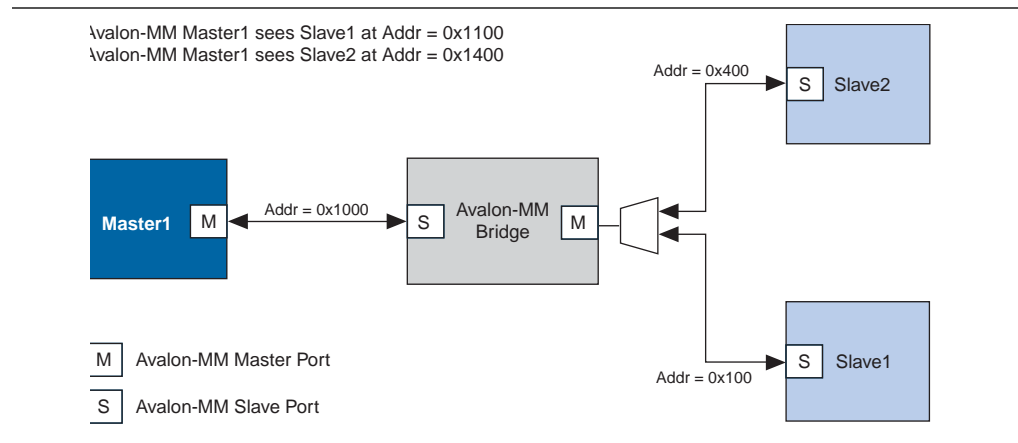 Avalon-MM Master1 sees Slave1 at Addr = 0x1100
Avalon-MM Master1 sees Slave2 at Addr = 0x1400
Addr = 0x400
S
Slave2
Master1
M
Addr = 0x1000
S
Avalon-MM
Bridge
M
M Avalon-MM Master Port
S Avalon-MM Slave Port
Addr = 0x100
S
Slave1